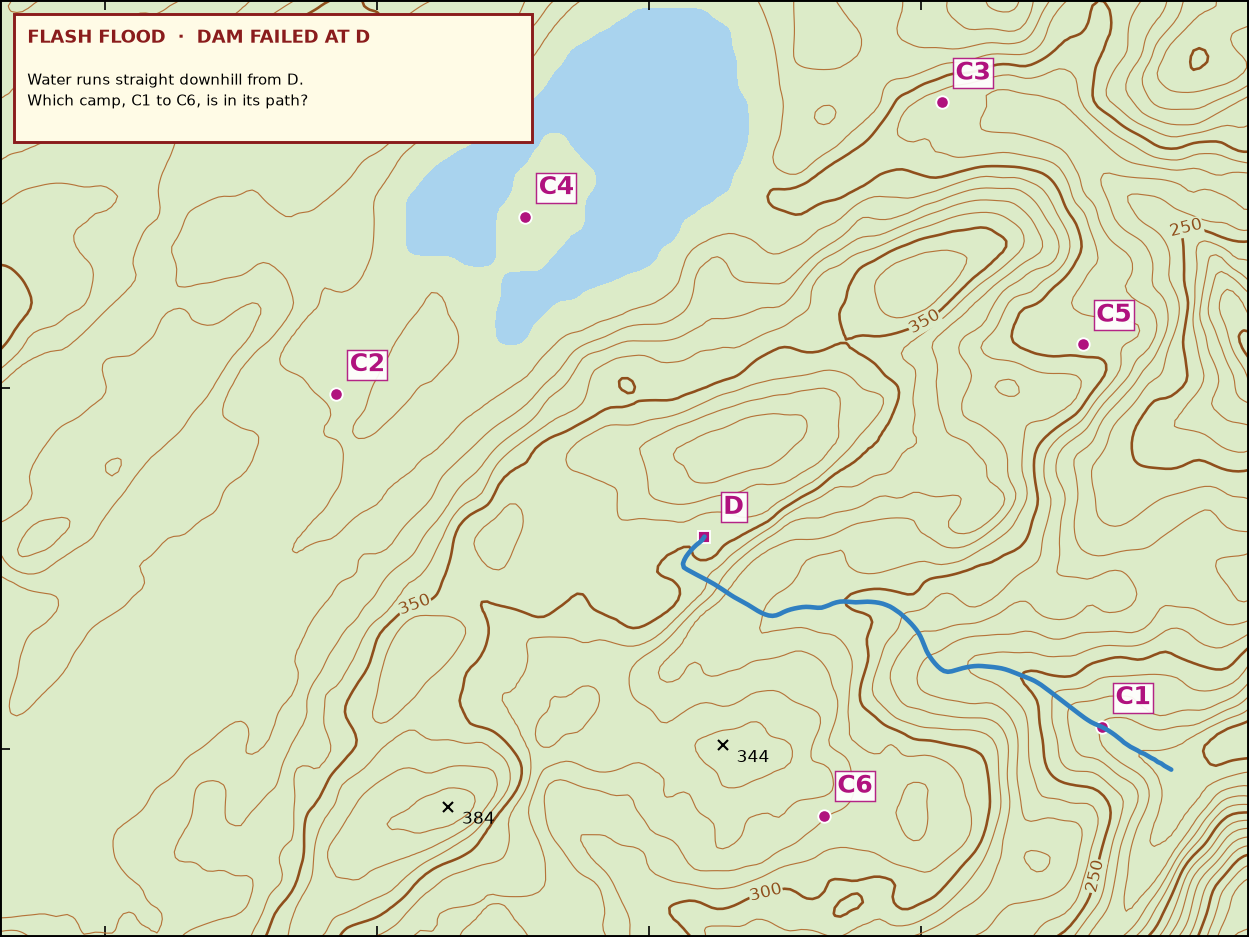 FLASH FLOOD · DAM FAILED AT D
Water runs straight downhill from D.
Which camp, C1 to C6, is in its path?
C3
C4
250
C5
350
C2
D
350
C1
344
C6
384
300
250